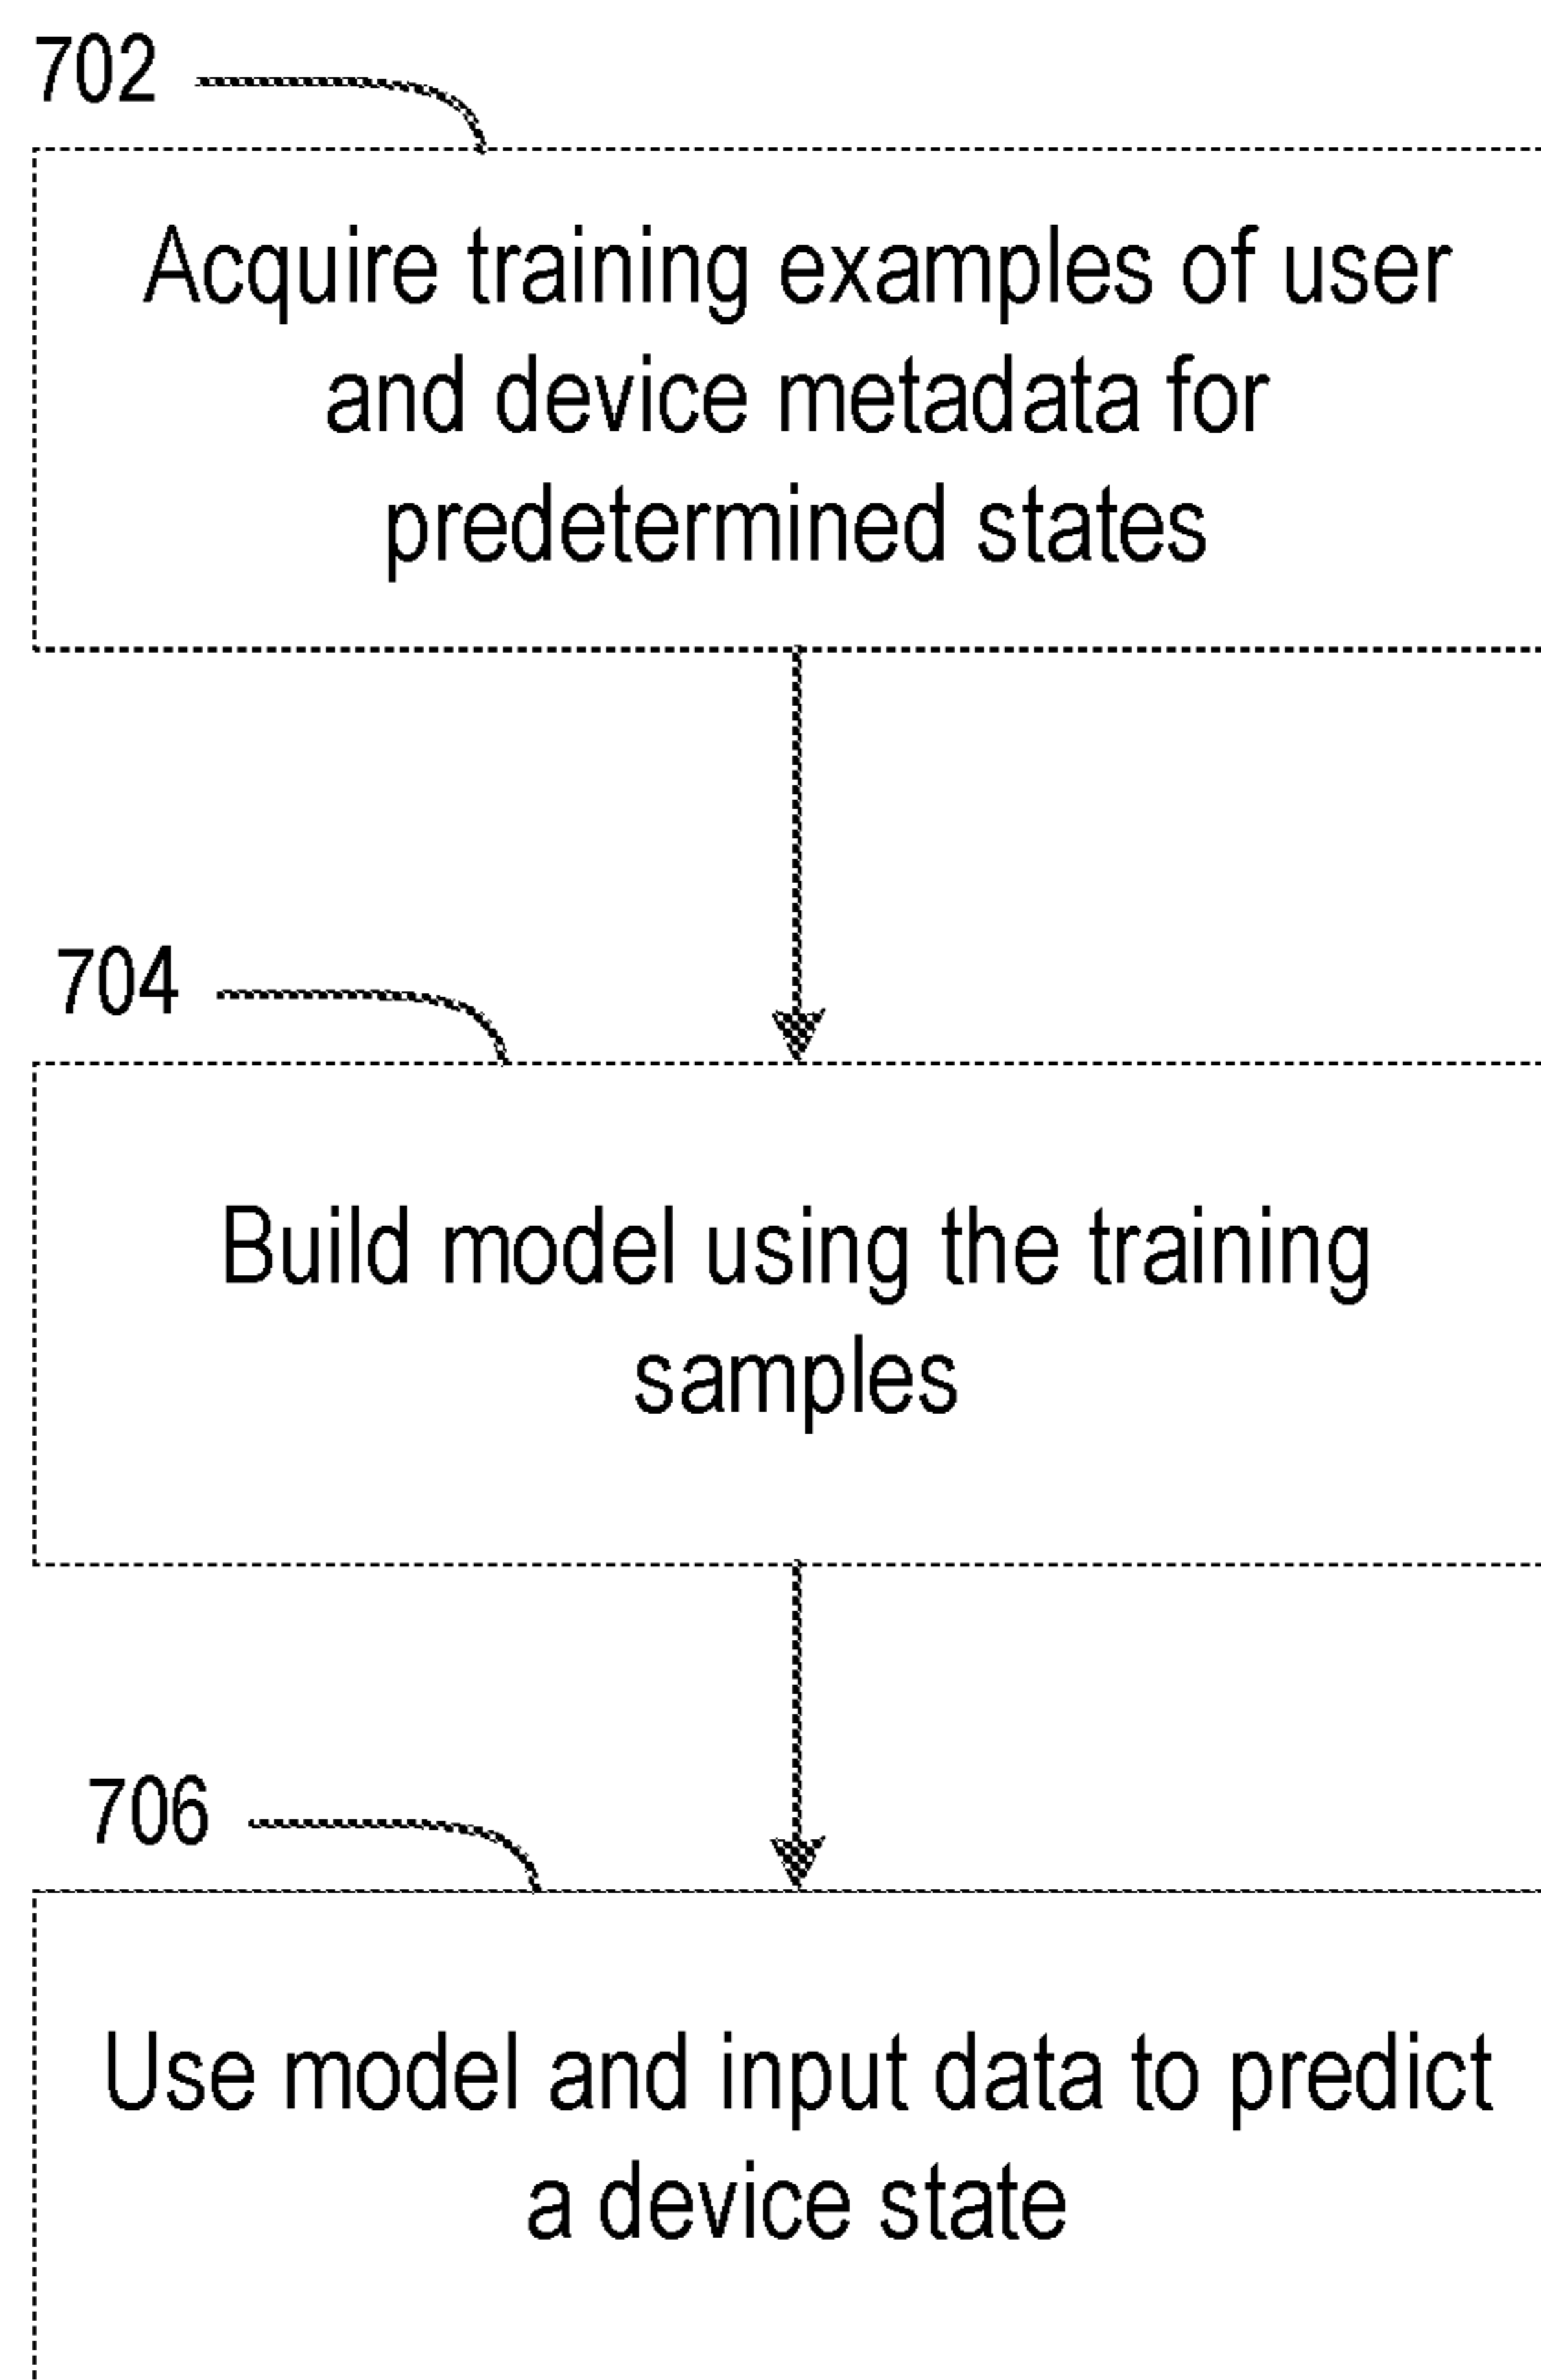 702
Acquire training examples of user
and device metadata for
predetermined states
704
Build model using the training
samples
706
Use model and input data to predict
a device state